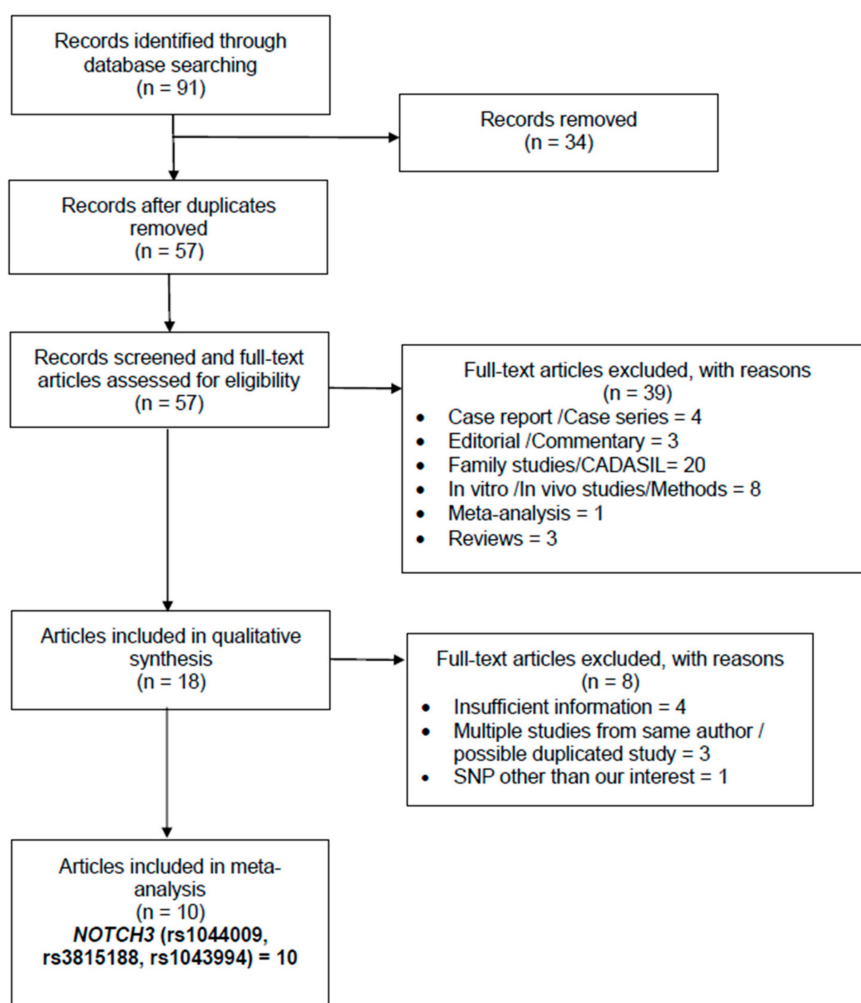 Records identified through
database searching
(n = 91)
Records removed
(n = 34)
Records after duplicates
removed
(n = 57)
Records screened and full-text
articles assessed for eligibility
(n = 57)
Full-text articles excluded, with reasons
(n = 39)
• Case report /Case series = 4
• Editorial /Commentary = 3
• Family studies/CADASIL= 20
• In vitro /In vivo studies/Methods = 8
• Meta-analysis = 1
• Reviews = 3
Articles included in qualitative
synthesis
(n = 18)
Full-text articles excluded, with reasons
(n = 8)
• Insufficient information = 4
• Multiple studies from same author /
possible duplicated study = 3
• SNP other than our interest = 1
Articles included in meta-
analysis
(n = 10)
NOTCH3 (rs1044009,
rs3815188, rs1043994) = 10